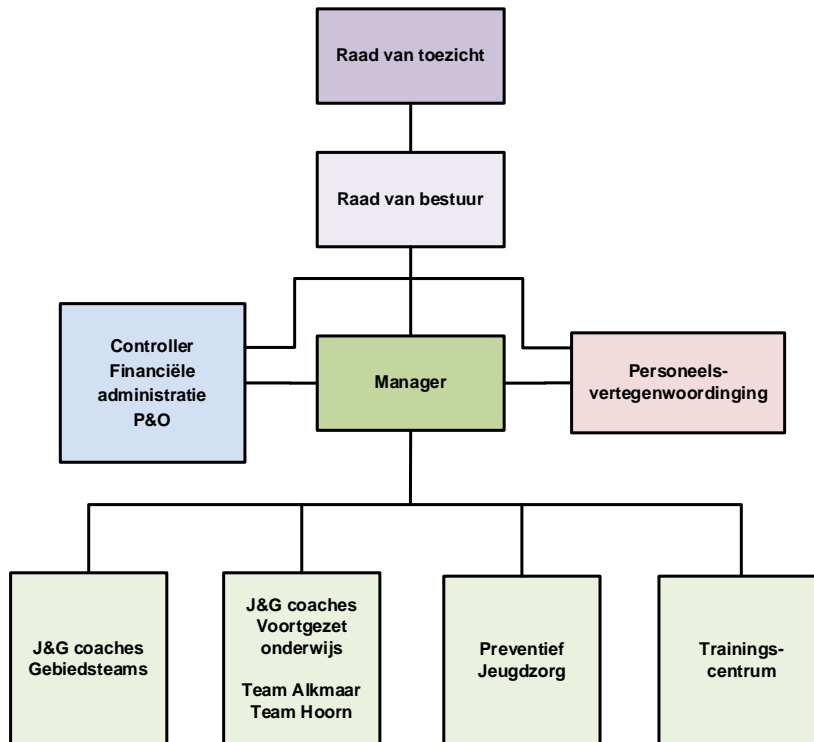 Raad van toezicht
Raad van bestuur
Controller
Financiële
administratie
P&O
Manager
Personeels-
vertegenwoordinging
J&G coaches
Gebiedsteams
J&G coaches
Voortgezet
onderwijs
Team Alkmaar
Team Hoorn
Preventief
Jeugdzorg
Trainings-
centrum